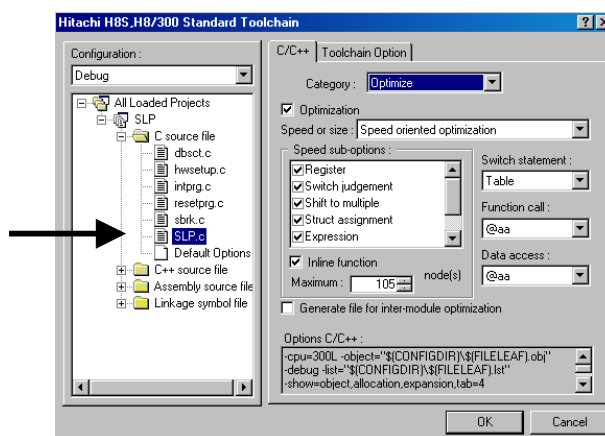 Hitachi H8S,H8/300 Standard Toolchain
Configuration :
Debug
All Loaded Projects
SLP
C source file
dbsct.c
hwsetup.c
intprg.c
resetprg.c
sbrk.c
SLP.c
Default Options
C++ source file
Assembly source file
Linkage symbol file
C/C++
Toolchain Option
Category :
Optimize
Optimization
Speed or size :
Speed oriented optimization
Speed sub-options :
Register
Switch judgement
Shift to multiple
Struct assignment
Expression
Inline function
Maximum :
105
node(s)
Switch statement :
Table
Function call :
@aa
Data access :
@aa
Generate file for inter-module optimization
Options C/C++ :
-cpu=300L -object="$(CONFIGDIR)\$(FILELEAF).obj"
-debug -list="$(CONFIGDIR)\$(FILELEAF).lst"
-show=object,allocation,expansion,tab=4
OK
Cancel